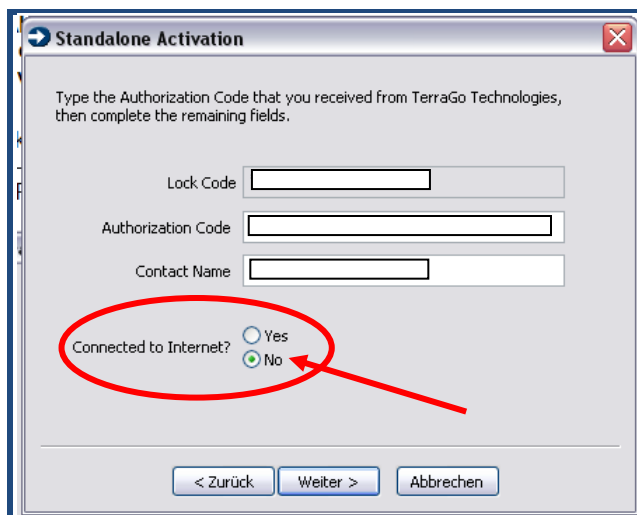 Standalone Activation
Type the Authorization Code that you received from TerraGo Technologies,
then complete the remaining fields.
Lock Code
Authorization Code
Contact Name
Connected to Internet?
Yes
No
< Zurück
Weiter >
Abbrechen